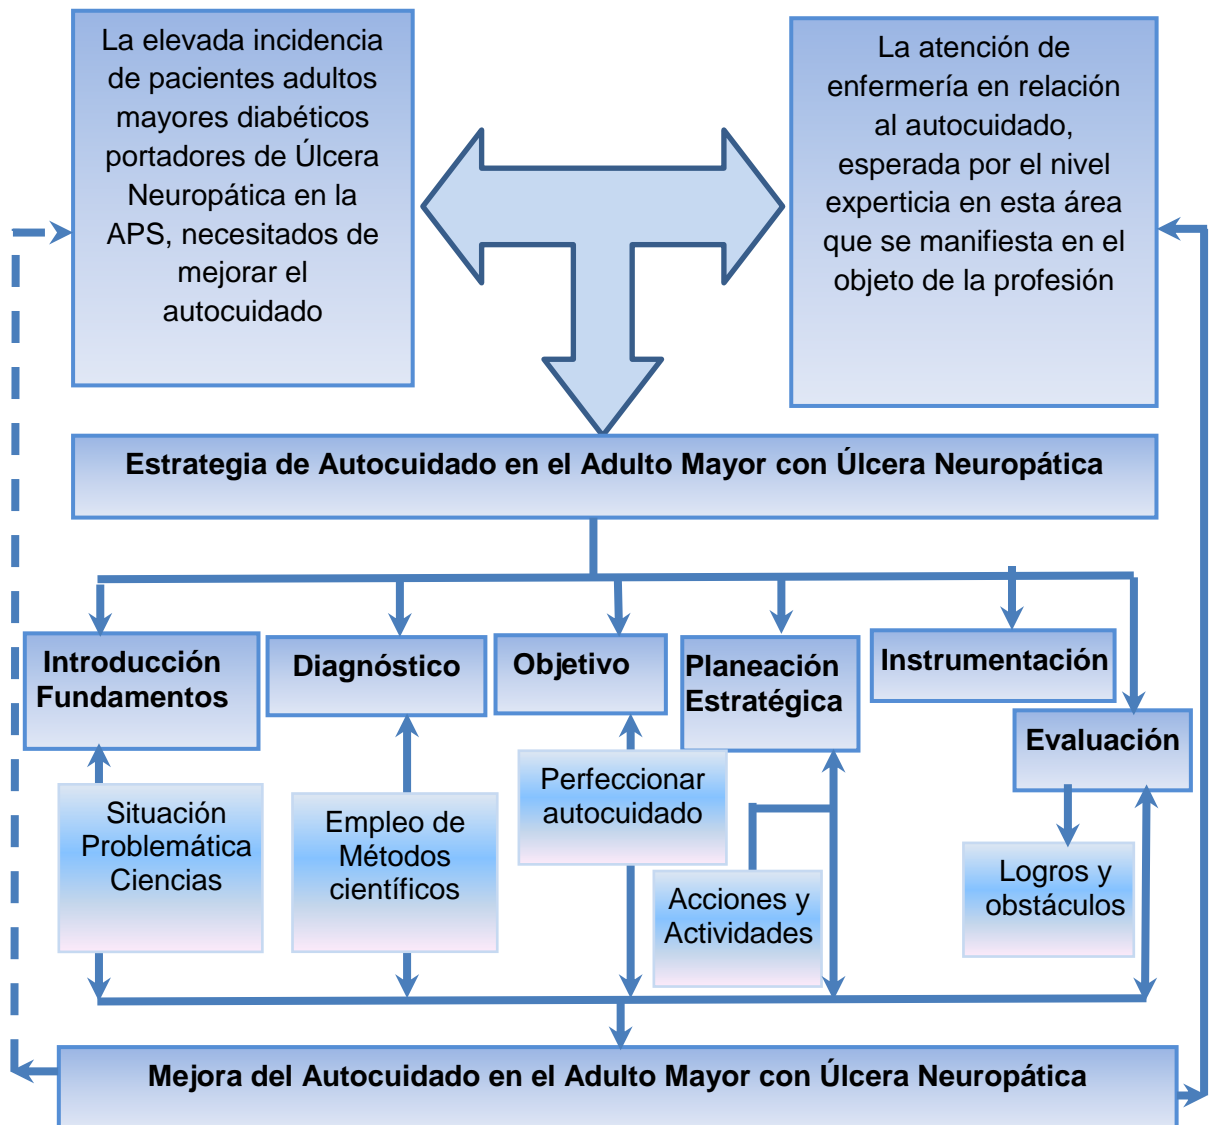 La elevada incidencia
de pacientes adultos
mayores diabéticos
portadores de Úlcera
Neuropática en la
APS, necesitados de
mejorar el
autocuidado
La atención de
enfermería en relación
al autocuidado,
esperada por el nivel
experticia en esta área
que se manifiesta en el
objeto de la profesión
Estrategia de Autocuidado en el Adulto Mayor con Úlcera Neuropática
Introducción
Fundamentos
Diagnóstico
Objetivo
Planeación
Estratégica
Instrumentación
Evaluación
Situación
Problemática
Ciencias
Empleo de
Métodos
científicos
Perfeccionar
autocuidado
Acciones y
Actividades
Logros y
obstáculos
Mejora del Autocuidado en el Adulto Mayor con Úlcera Neuropática